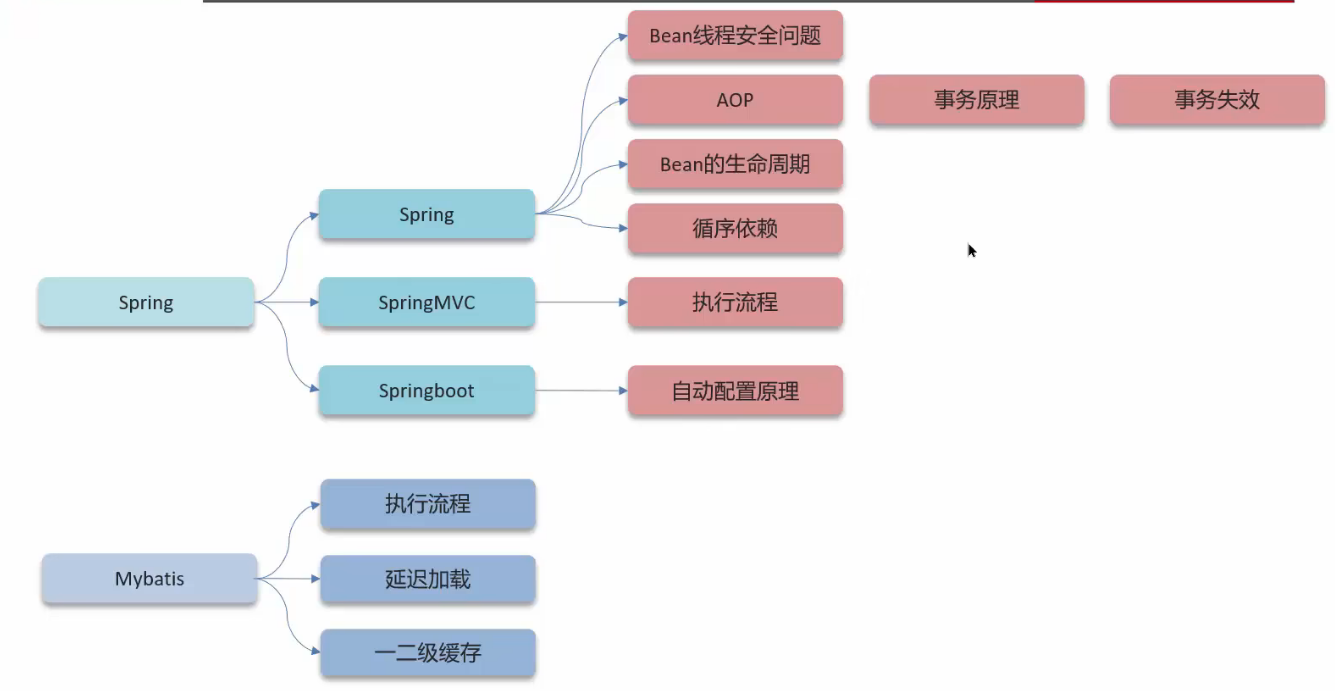 Bean线程安全问题
AOP
事务原理
事务失效
Bean的生命周期
Spring
循序依赖
Spring
SpringMVC
执行流程
Springboot
自动配置原理
执行流程
Mybatis
延迟加载
一二级缓存